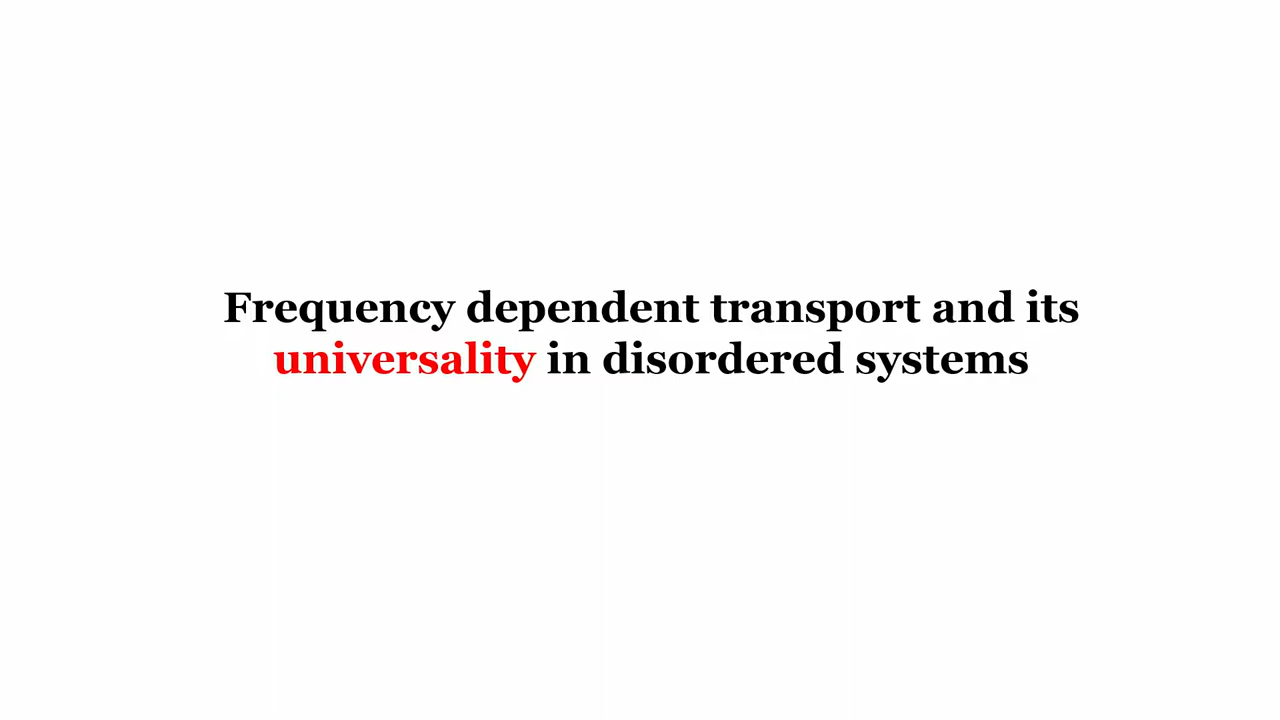 Frequency dependent transport and its
universality in disordered systems